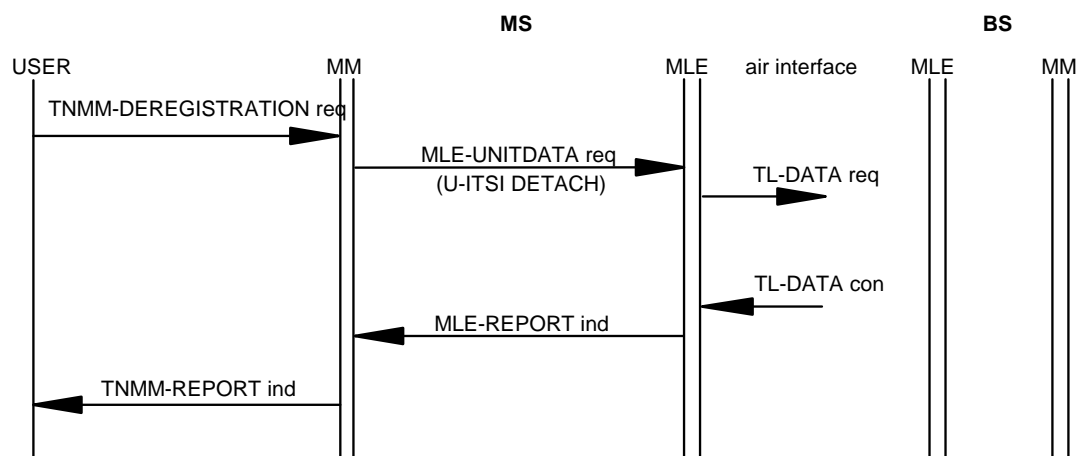 MS BS
USER MM MLE air interface MLE MM
TNMM-DEREGISTRATION req
MLE-UNITDATA req
(U-ITSI DETACH)
TL-DATA req
TL-DATA con
MLE-REPORT ind
TNMM-REPORT ind